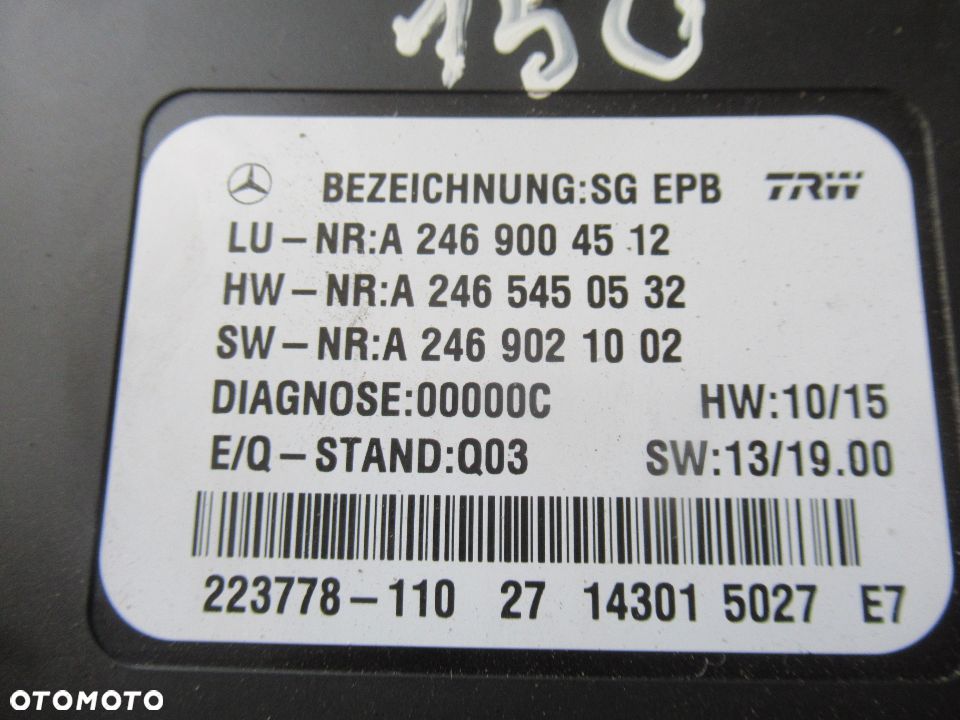 150
BEZEICHNUNG:SG EPB TRW
LU-NR:A 246 900 45 12
HW-NR:A 246 545 05 32
SW-NR:A 246 902 10 02
DIAGNOSE:00000C HW:10/15
E/Q-STAND:Q03 SW:13/19.00
223778-110 27 14301 5027 E7
OTOMOTO